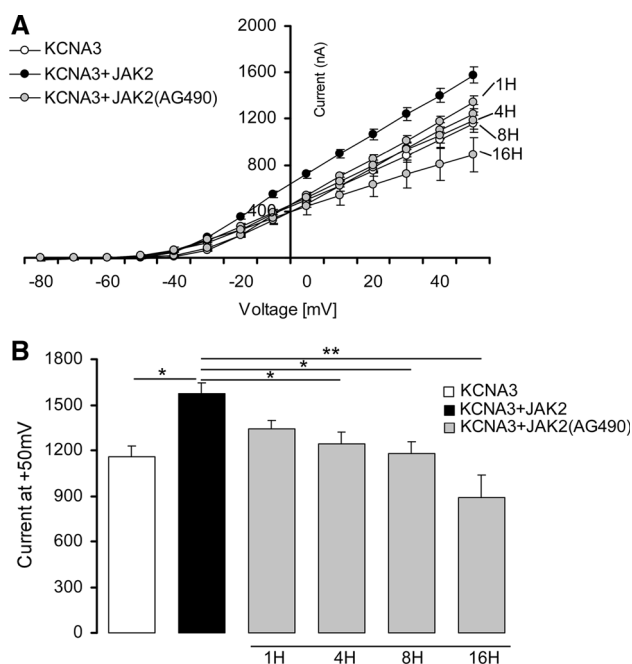 A
KCNA3
KCNA3+JAK2
KCNA3+JAK2(AG490)
2000
1600
1200
800
400
Current (nA)
1H
4H
8H
16H
-80 -60 -40 -20 0 20 40
Voltage [mV]
B
1800
1500
1200
900
600
300
0
Current at +50mV
**
*
*
*
KCNA3
KCNA3+JAK2
KCNA3+JAK2(AG490)
1H 4H 8H 16H